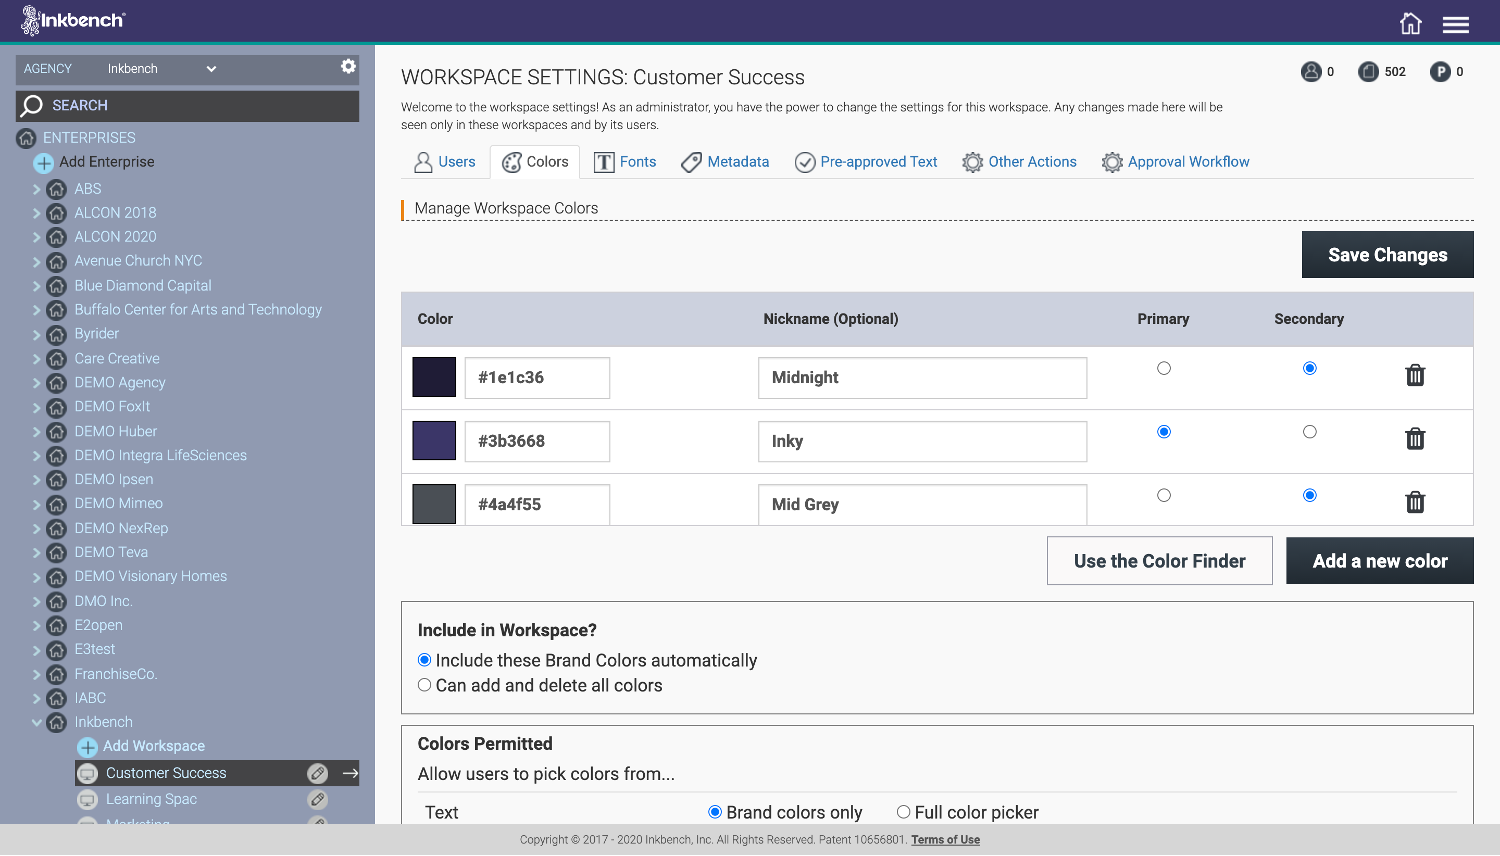 Inkbench
0
502
P 0
AGENCY Inkbench
SEARCH
ENTERPRISES
Add Enterprise
ABS
ALCON 2018
ALCON 2020
Avenue Church NYC
Blue Diamond Capital
Buffalo Center for Arts and Technology
Byrider
Care Creative
DEMO Agency
DEMO FoxIt
DEMO Huber
DEMO Integra LifeSciences
DEMO Ipsen
DEMO Mimeo
DEMO NexRep
DEMO Teva
DEMO Visionary Homes
DMO Inc.
E2open
E3test
FranchiseCo.
IABC
Inkbench
Add Workspace
Customer Success
Learning Spac
Marketing
WORKSPACE SETTINGS: Customer Success
Welcome to the workspace settings! As an administrator, you have the power to change the settings for this workspace. Any changes made here will be
seen only in these workspaces and by its users.
Users Colors Fonts Metadata Pre-approved Text Other Actions Approval Workflow
Manage Workspace Colors
Save Changes
Color Nickname (Optional) Primary Secondary
#1e1c36 Midnight
#3b3668 Inky
#4a4f55 Mid Grey
Use the Color Finder Add a new color
Include in Workspace?
Include these Brand Colors automatically
Can add and delete all colors
Colors Permitted
Allow users to pick colors from...
Text Brand colors only Full color picker
Copyright © 2017 - 2020 Inkbench, Inc. All Rights Reserved. Patent 10656801. Terms of Use